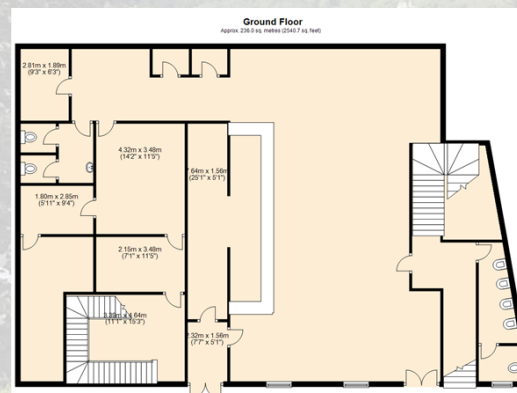 Ground Floor
Approx. 236.0 sq. metres (2540.7 sq. feet)
2.81m x 1.89m
(9'3" x 6'3")
4.32m x 3.48m
(14'2" x 11'5")
7.64m x 1.56m
(25'1" x 5'1")
1.80m x 2.85m
(5'11" x 9'4")
2.15m x 3.48m
(7'1" x 11'5")
(11'1" x 15'3")
2.32m x 1.56m
(7'7" x 5'1")